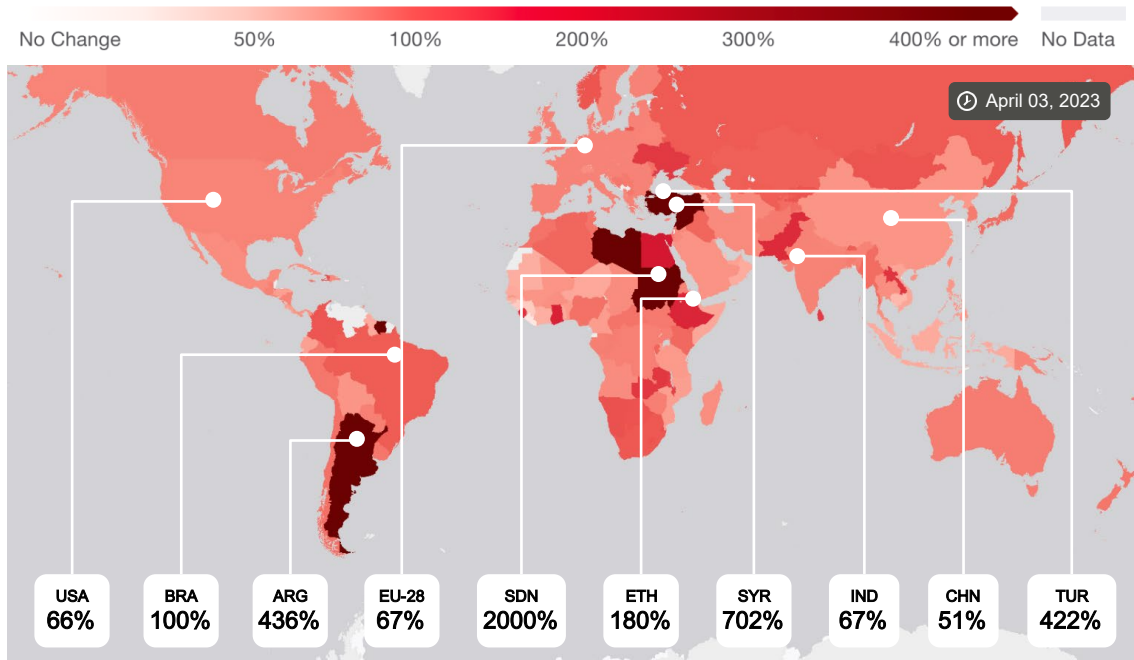 No Change 50% 100% 200% 300% 400% or more No Data
April 03, 2023
USA BRA ARG EU-28 SDN ETH SYR IND CHN TUR
66% 100% 436% 67% 2000% 180% 702% 67% 51% 422%